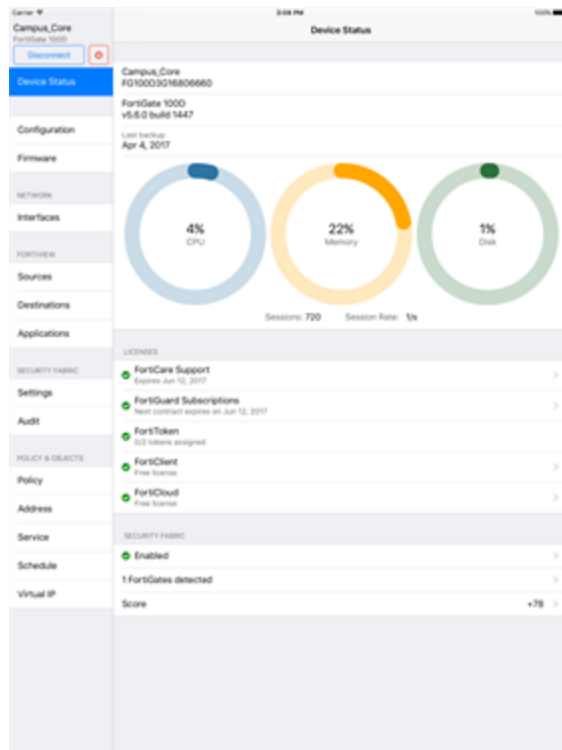 Carrier
3:08 PM
100%
Campus_Core
FortiGate 100D
Disconnect
Device Status
Device Status
Configuration
Firmware
NETWORK
Interfaces
FORTIVIEW
Sources
Destinations
Applications
SECURITY FABRIC
Settings
Audit
POLICY & OBJECTS
Policy
Address
Service
Schedule
Virtual IP
Campus_Core
FG100D3G16806660
FortiGate 100D
v5.6.0 build 1447
Last backup
Apr 4, 2017
4%
CPU
22%
Memory
1%
Disk
Sessions: 720 Session Rate: 1/s
LICENSES
FortiCare Support
Expires Jun 12, 2017
FortiGuard Subscriptions
Next contract expires on Jun 12, 2017
FortiToken
0/2 tokens assigned
FortiClient
Free license
FortiCloud
Free license
SECURITY FABRIC
Enabled
1 FortiGates detected
Score +78